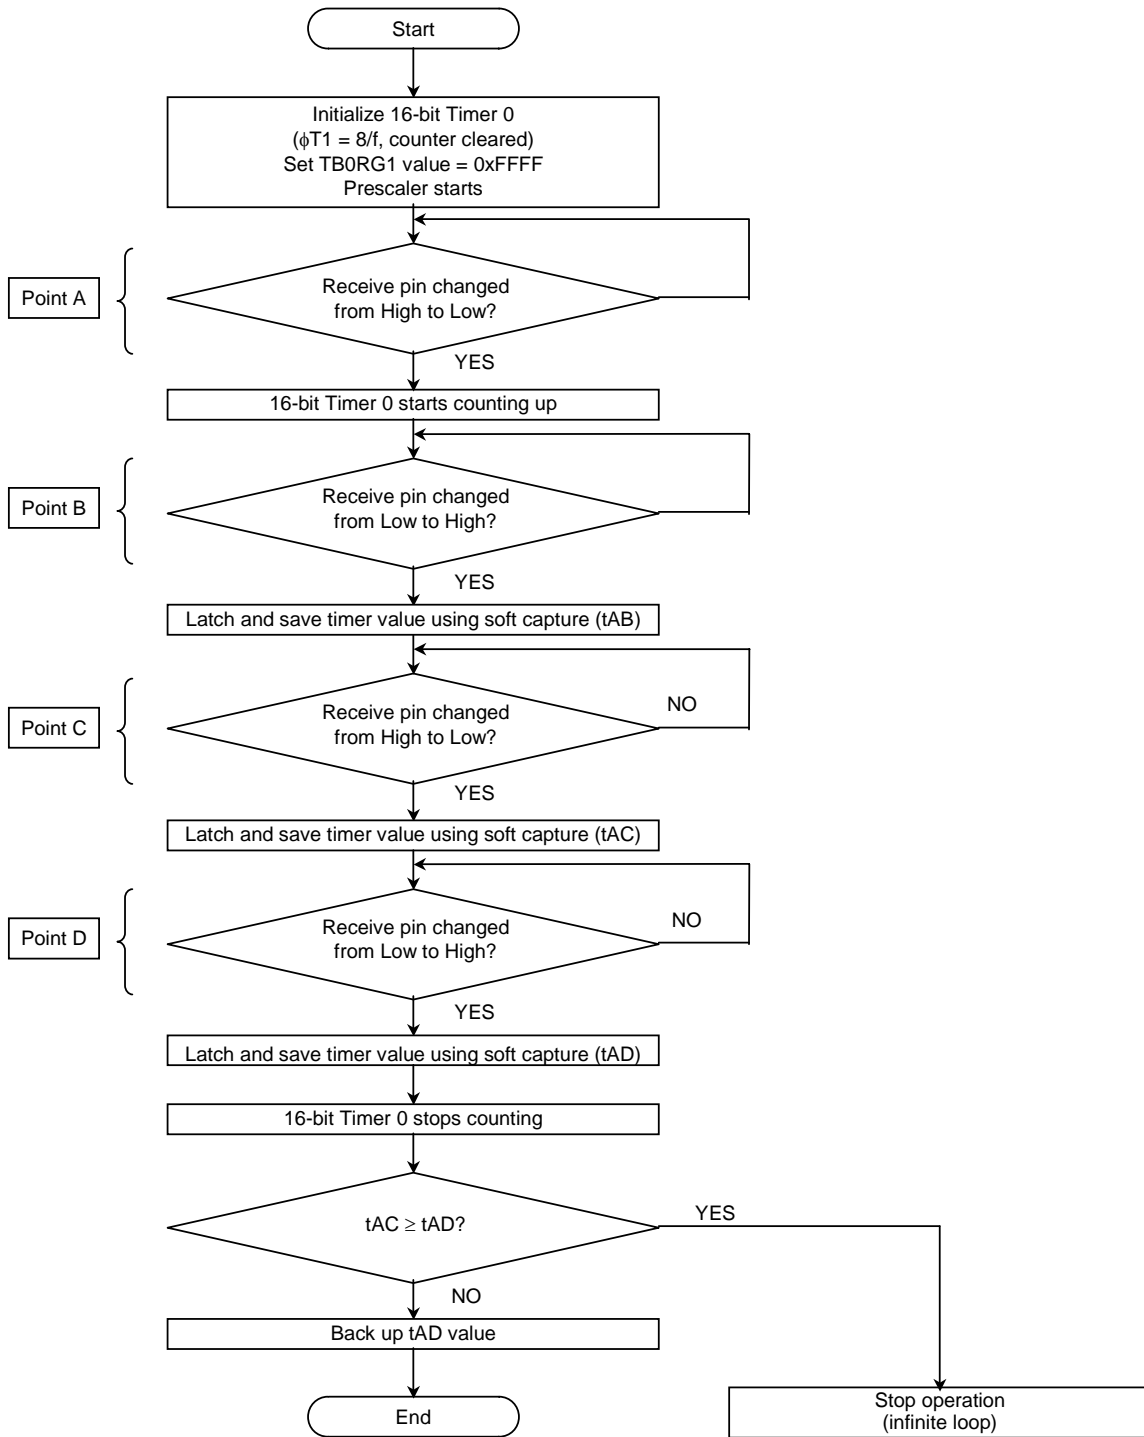 Start
Initialize 16-bit Timer 0
(ϕT1 = 8/f, counter cleared)
Set TB0RG1 value = 0xFFFF
Prescaler starts
Point A
Receive pin changed
from High to Low?
YES
16-bit Timer 0 starts counting up
Point B
Receive pin changed
from Low to High?
YES
Latch and save timer value using soft capture (tAB)
Point C
Receive pin changed
from High to Low?
NO
YES
Latch and save timer value using soft capture (tAC)
Point D
Receive pin changed
from Low to High?
NO
YES
Latch and save timer value using soft capture (tAD)
16-bit Timer 0 stops counting
tAC ≥ tAD?
YES
NO
Back up tAD value
End
Stop operation
(infinite loop)